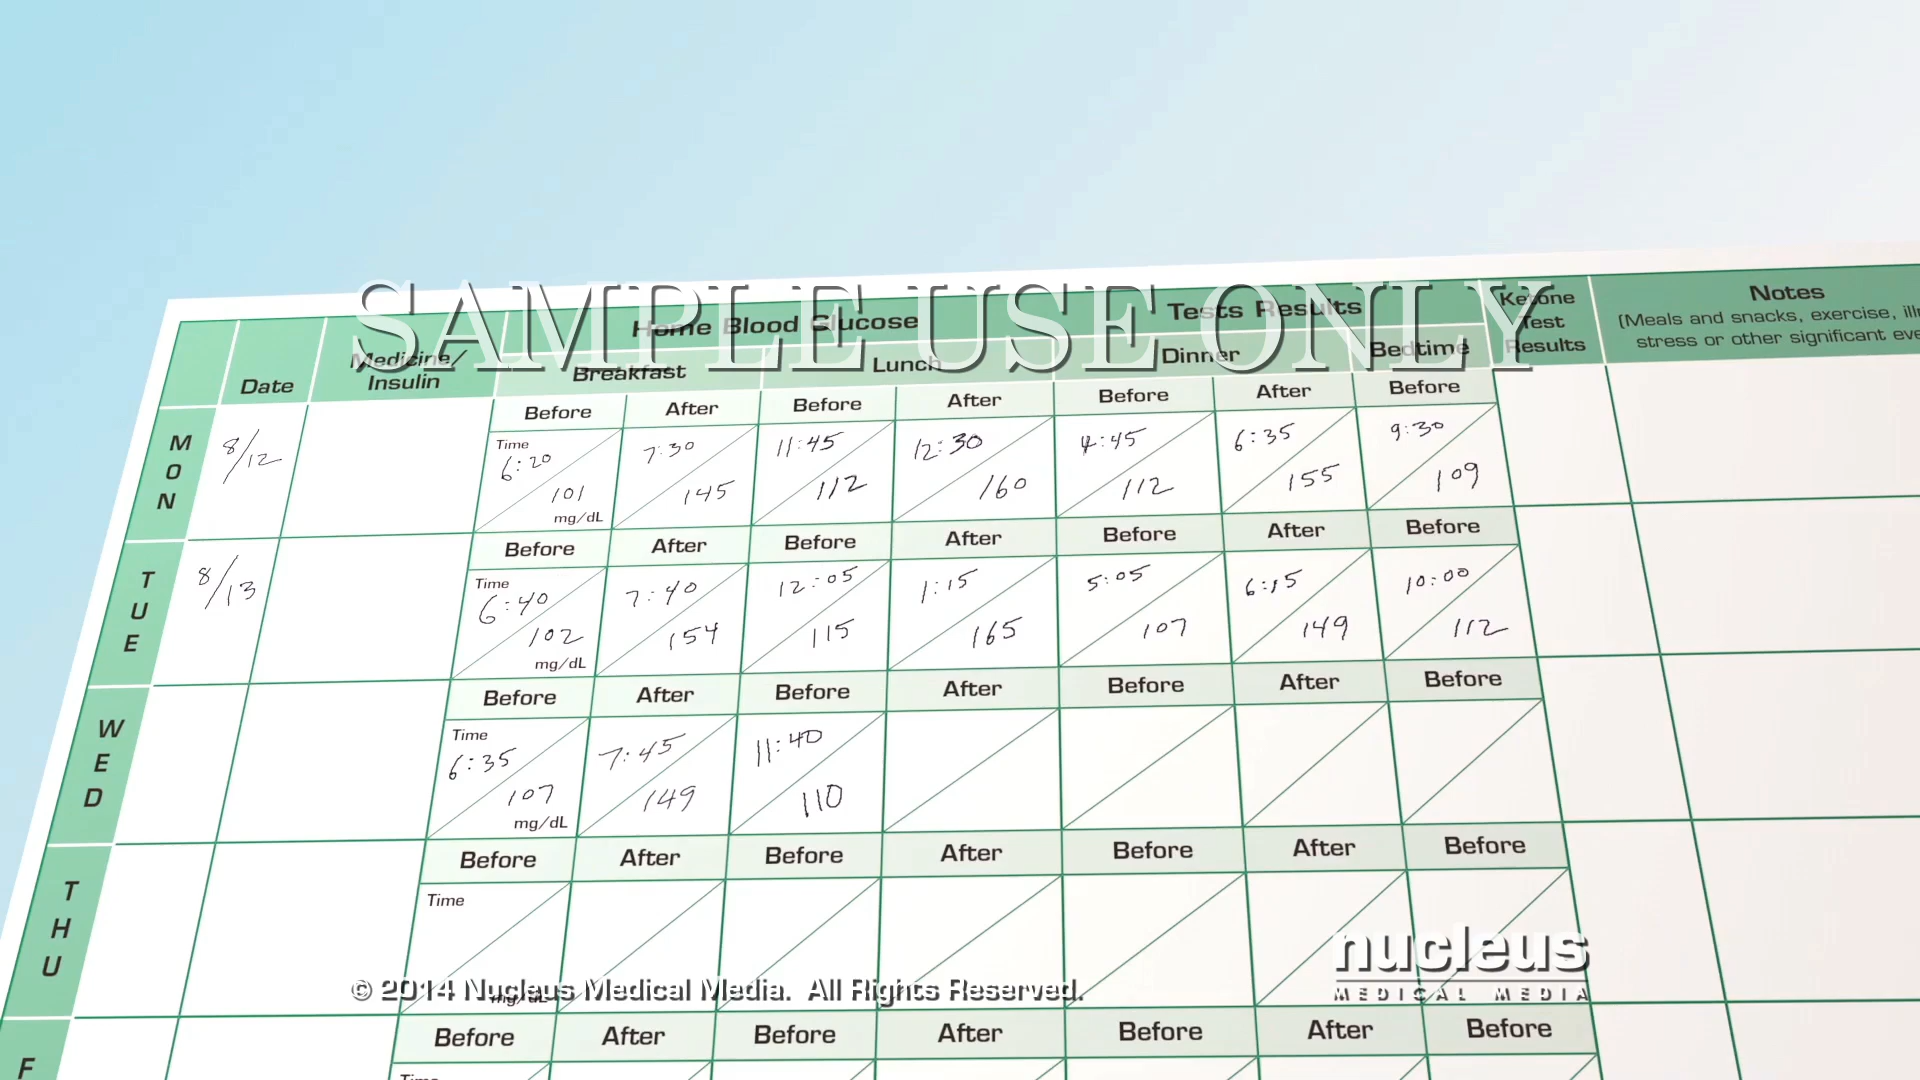 SAMPLE USE ONLY
Home Blood Glucose Tests Results
Date
Medicine/
Insulin
Breakfast Lunch Dinner Bedtime
Ketone
Test
Results
Notes
(Meals and snacks, exercise,
stress or other significant
MON
8/12
Before After Before After Before After Before
Time
6:20 7:30 11:45 12:30 4:45 6:35 9:30
101 145 112 160 112 155 109
mg/dL
TUE
8/13
Before After Before After Before After Before
Time
6:40 7:40 12:05 1:15 5:05 6:15 10:00
102 154 115 165 107 149 112
mg/dL
WED
Before After Before After Before After Before
Time
6:35 7:45 11:40
107 149 110
mg/dL
THU
Before After Before After Before After Before
Time
mg/dL
© 2014 Nucleus Medical Media. All Rights Reserved.
nucleus
MEDICAL MEDIA
F
Before After Before After Before After Before
Time